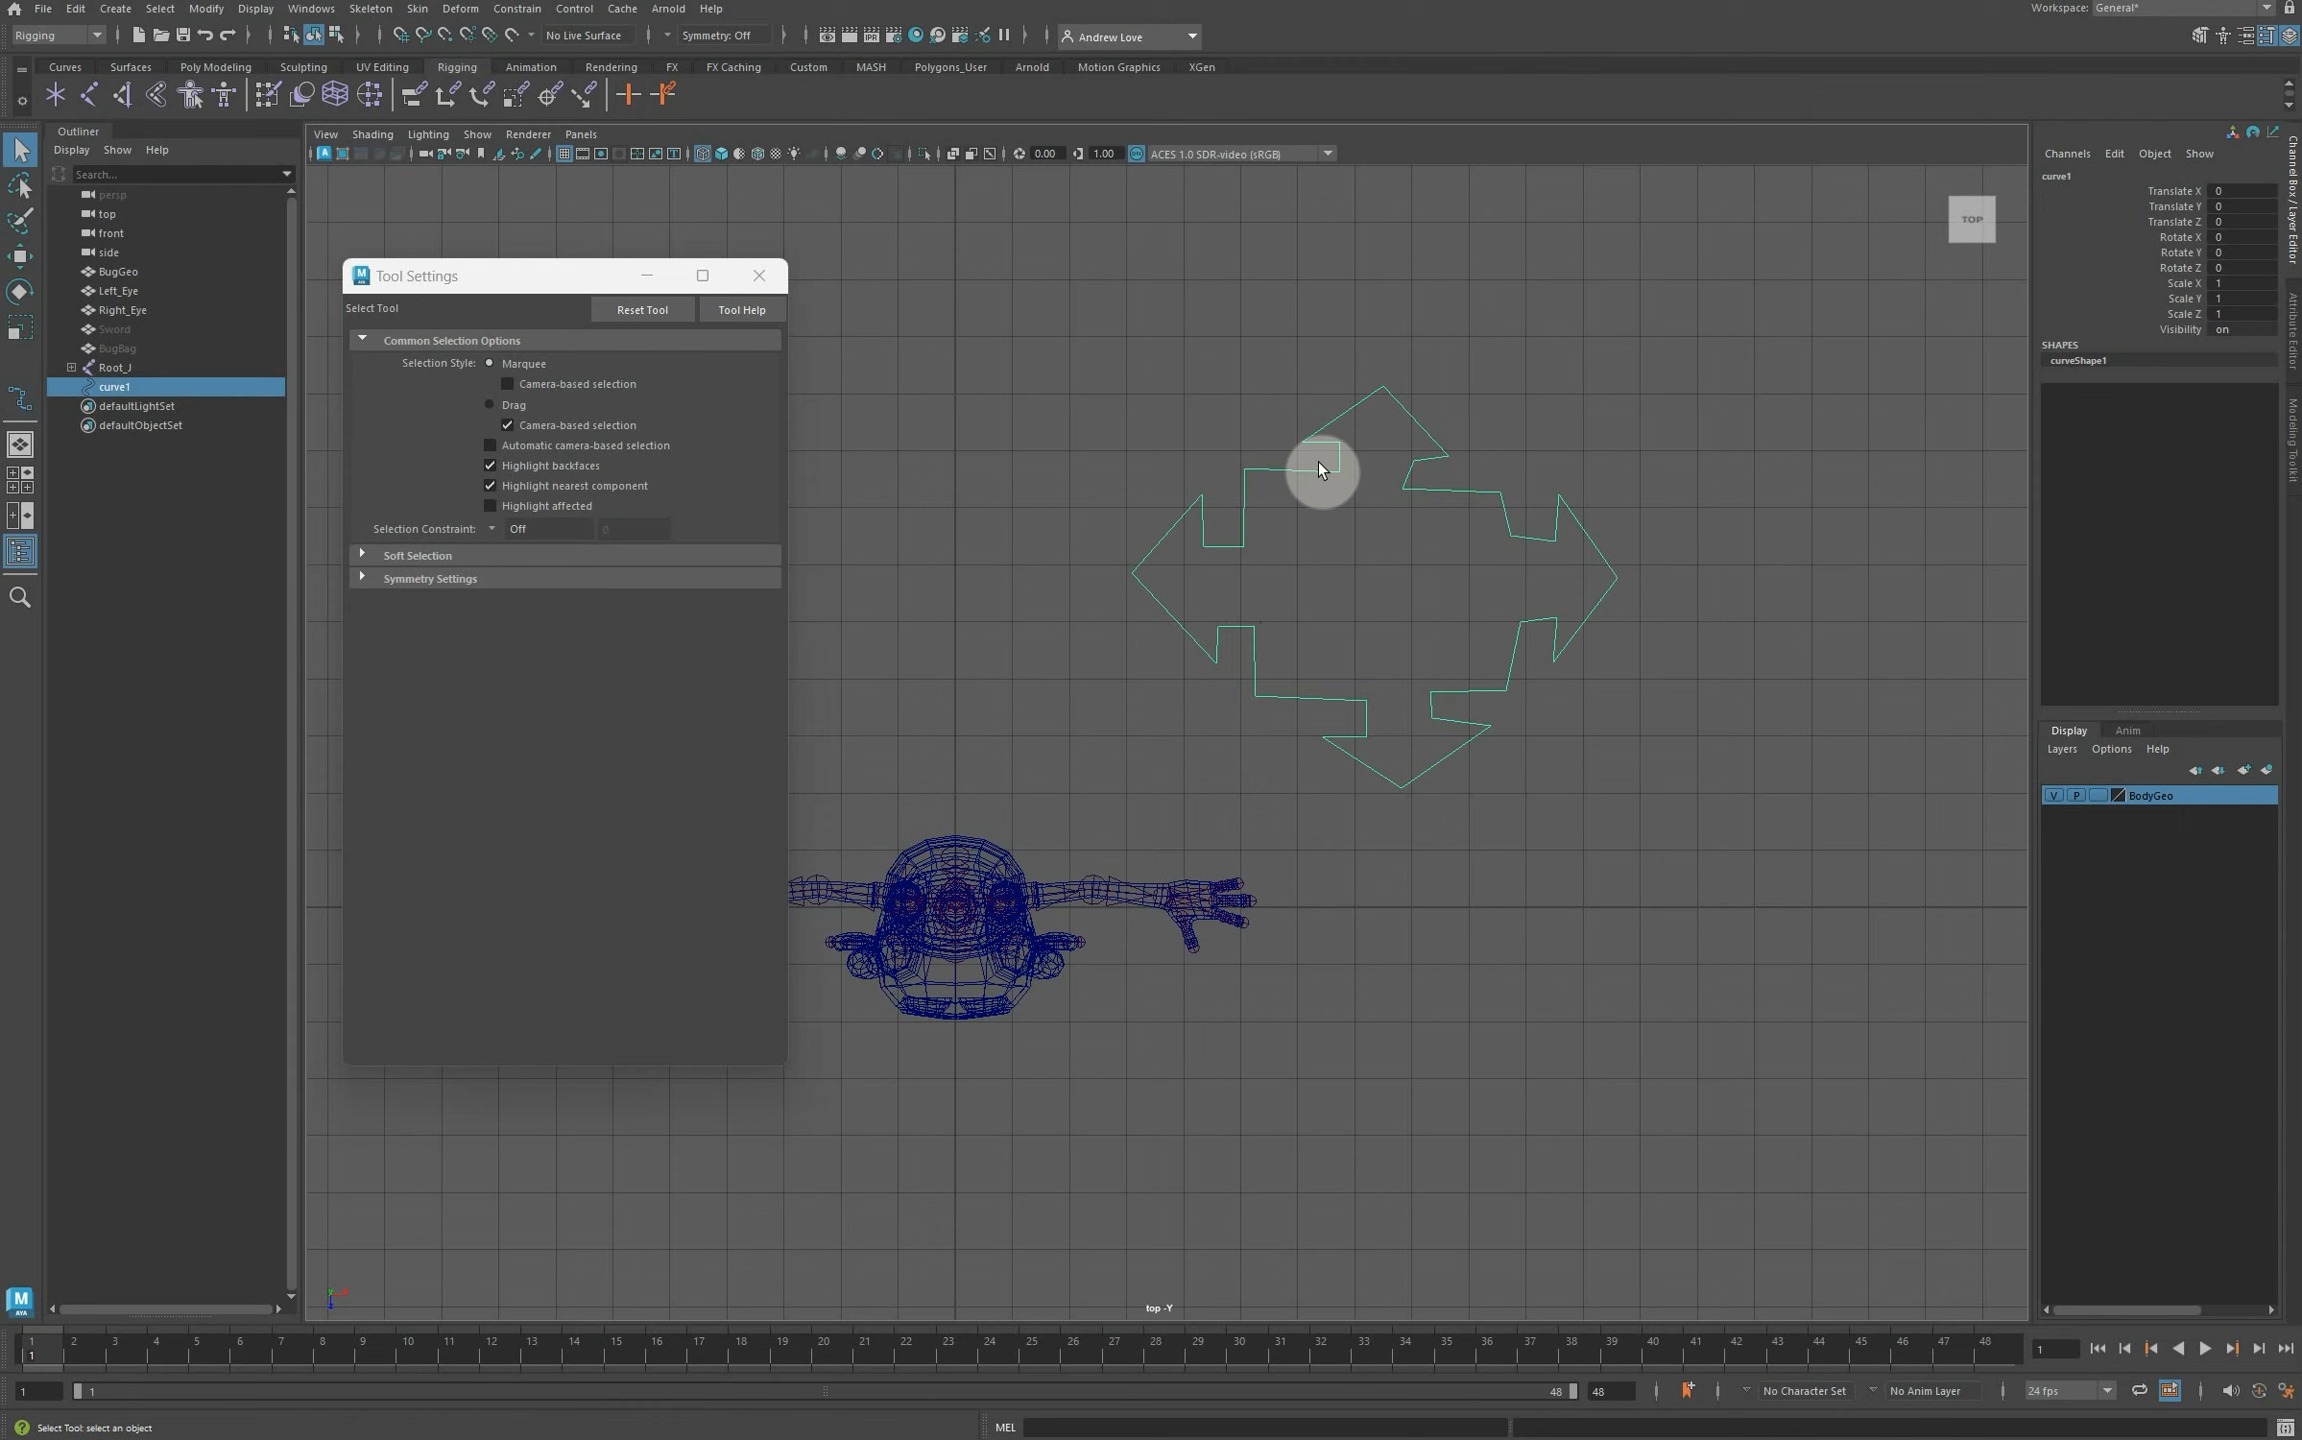 File Edit Create Select Modify Display Windows Skeleton Skin Deform Constrain Control Cache Arnold Help Workspace: General*
Rigging No Live Surface Symmetry: Off Andrew Love
Curves Surfaces Poly Modeling Sculpting UV Editing Rigging Animation Rendering FX FX Caching Custom MASH Polygons_User Arnold Motion Graphics XGen
Outliner
Display Show Help
Search...
persp
top
front
side
BugGeo
Left_Eye
Right_Eye
Sword
BugBag
Root_J
curve1
defaultLightSet
defaultObjectSet
View Shading Lighting Show Renderer Panels
0.00 1.00 ACES 1.0 SDR-video (sRGB)
TOP
Tool Settings
Select Tool Reset Tool Tool Help
Common Selection Options
Selection Style: Marquee
Camera-based selection
Drag
Camera-based selection
Automatic camera-based selection
Highlight backfaces
Highlight nearest component
Highlight affected
Selection Constraint: Off 0
Soft Selection
Symmetry Settings
top -Y
Channels Edit Object Show
curve1
Translate X 0
Translate Y 0
Translate Z 0
Rotate X 0
Rotate Y 0
Rotate Z 0
Scale X 1
Scale Y 1
Scale Z 1
Visibility on
SHAPES
curveShape1
Channel Box / Layer Editor
Attribute Editor
Modeling Toolkit
Display Anim
Layers Options Help
V P BodyGeo
M
AYA
1 2 3 4 5 6 7 8 9 10 11 12 13 14 15 16 17 18 19 20 21 22 23 24 25 26 27 28 29 30 31 32 33 34 35 36 37 38 39 40 41 42 43 44 45 46 47 48
1 1
1 1 48 48 No Character Set No Anim Layer 24 fps
Select Tool: select an object MEL